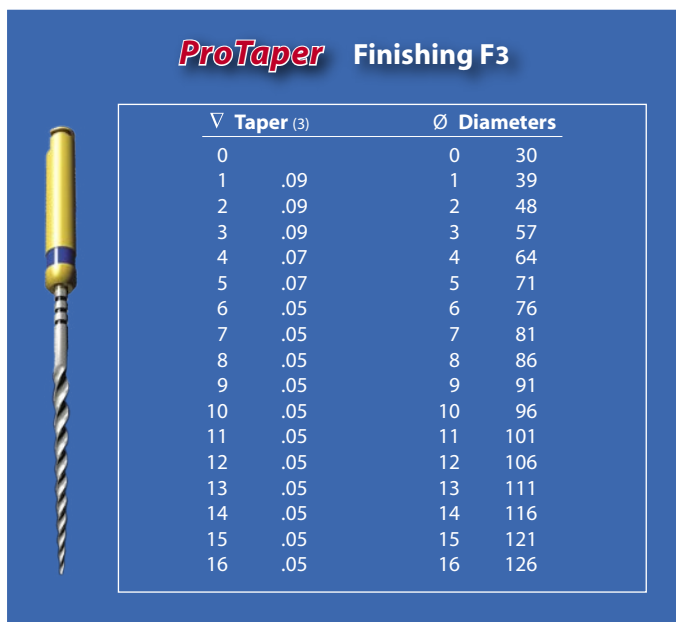 ProTaper Finishing F3
∇ Taper (3) Ø Diameters
0 0 30
1 .09 1 39
2 .09 2 48
3 .09 3 57
4 .07 4 64
5 .07 5 71
6 .05 6 76
7 .05 7 81
8 .05 8 86
9 .05 9 91
10 .05 10 96
11 .05 11 101
12 .05 12 106
13 .05 13 111
14 .05 14 116
15 .05 15 121
16 .05 16 126